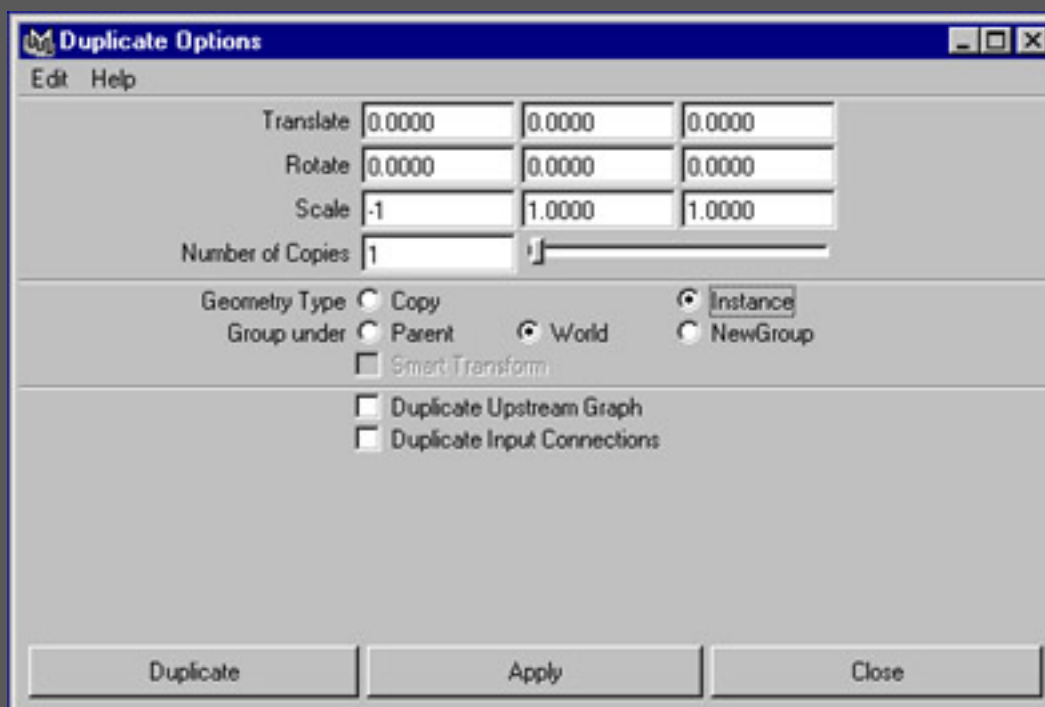 Duplicate Options
Edit Help
Translate 0.0000 0.0000 0.0000
Rotate 0.0000 0.0000 0.0000
Scale -1 1.0000 1.0000
Number of Copies 1
Geometry Type Copy Instance
Group under Parent World NewGroup
Smart Transform
Duplicate Upstream Graph
Duplicate Input Connections
Duplicate Apply Close